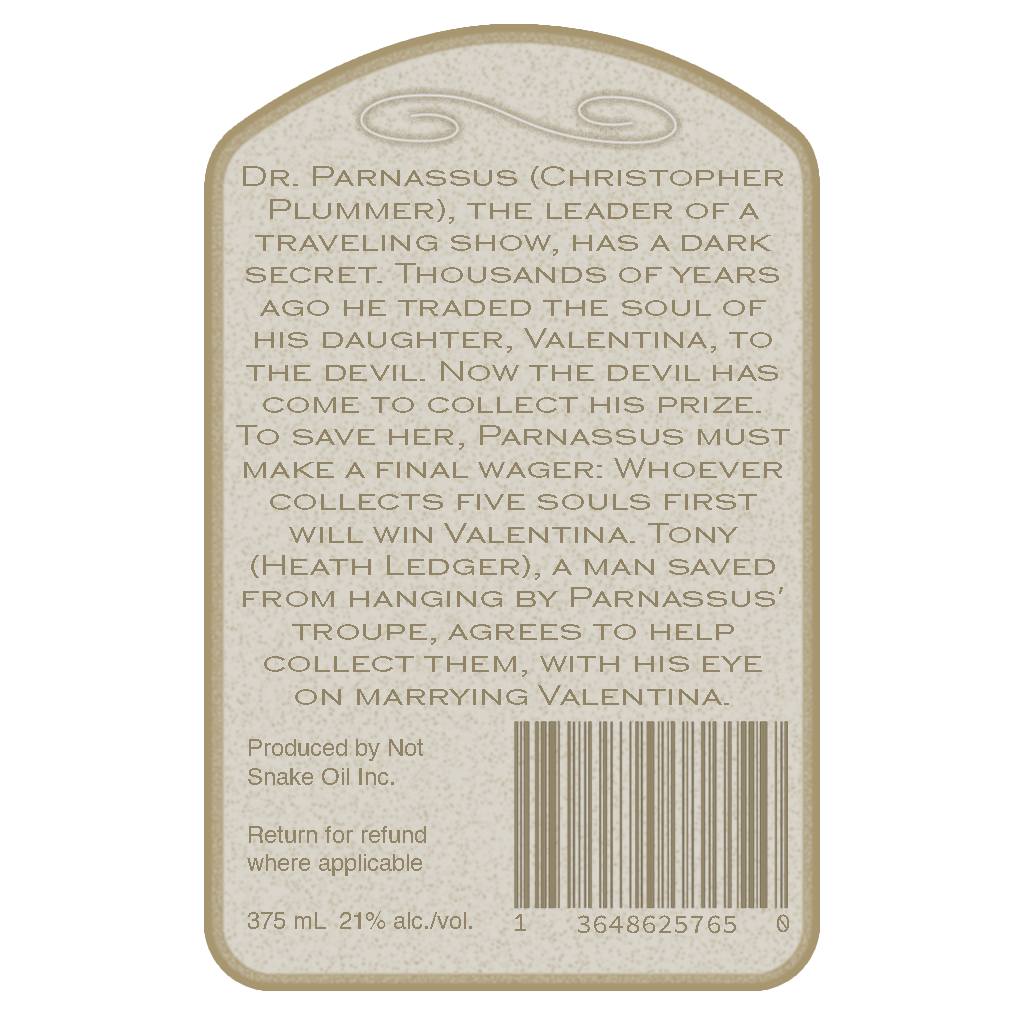 Dr. Parnassus (Christopher
Plummer), the leader of a
traveling show, has a dark
secret. Thousands of years
ago he traded the soul of
his daughter, Valentina, to
the devil. Now the devil has
come to collect his prize.
To save her, Parnassus must
make a final wager: Whoever
collects five souls first
will win Valentina. Tony
(Heath Ledger), a man saved
from hanging by Parnassus'
troupe, agrees to help
collect them, with his eye
on marrying Valentina.
Produced by Not
Snake Oil Inc.
Return for refund
where applicable
375 mL 21% alc./vol.
1 3648625765 0